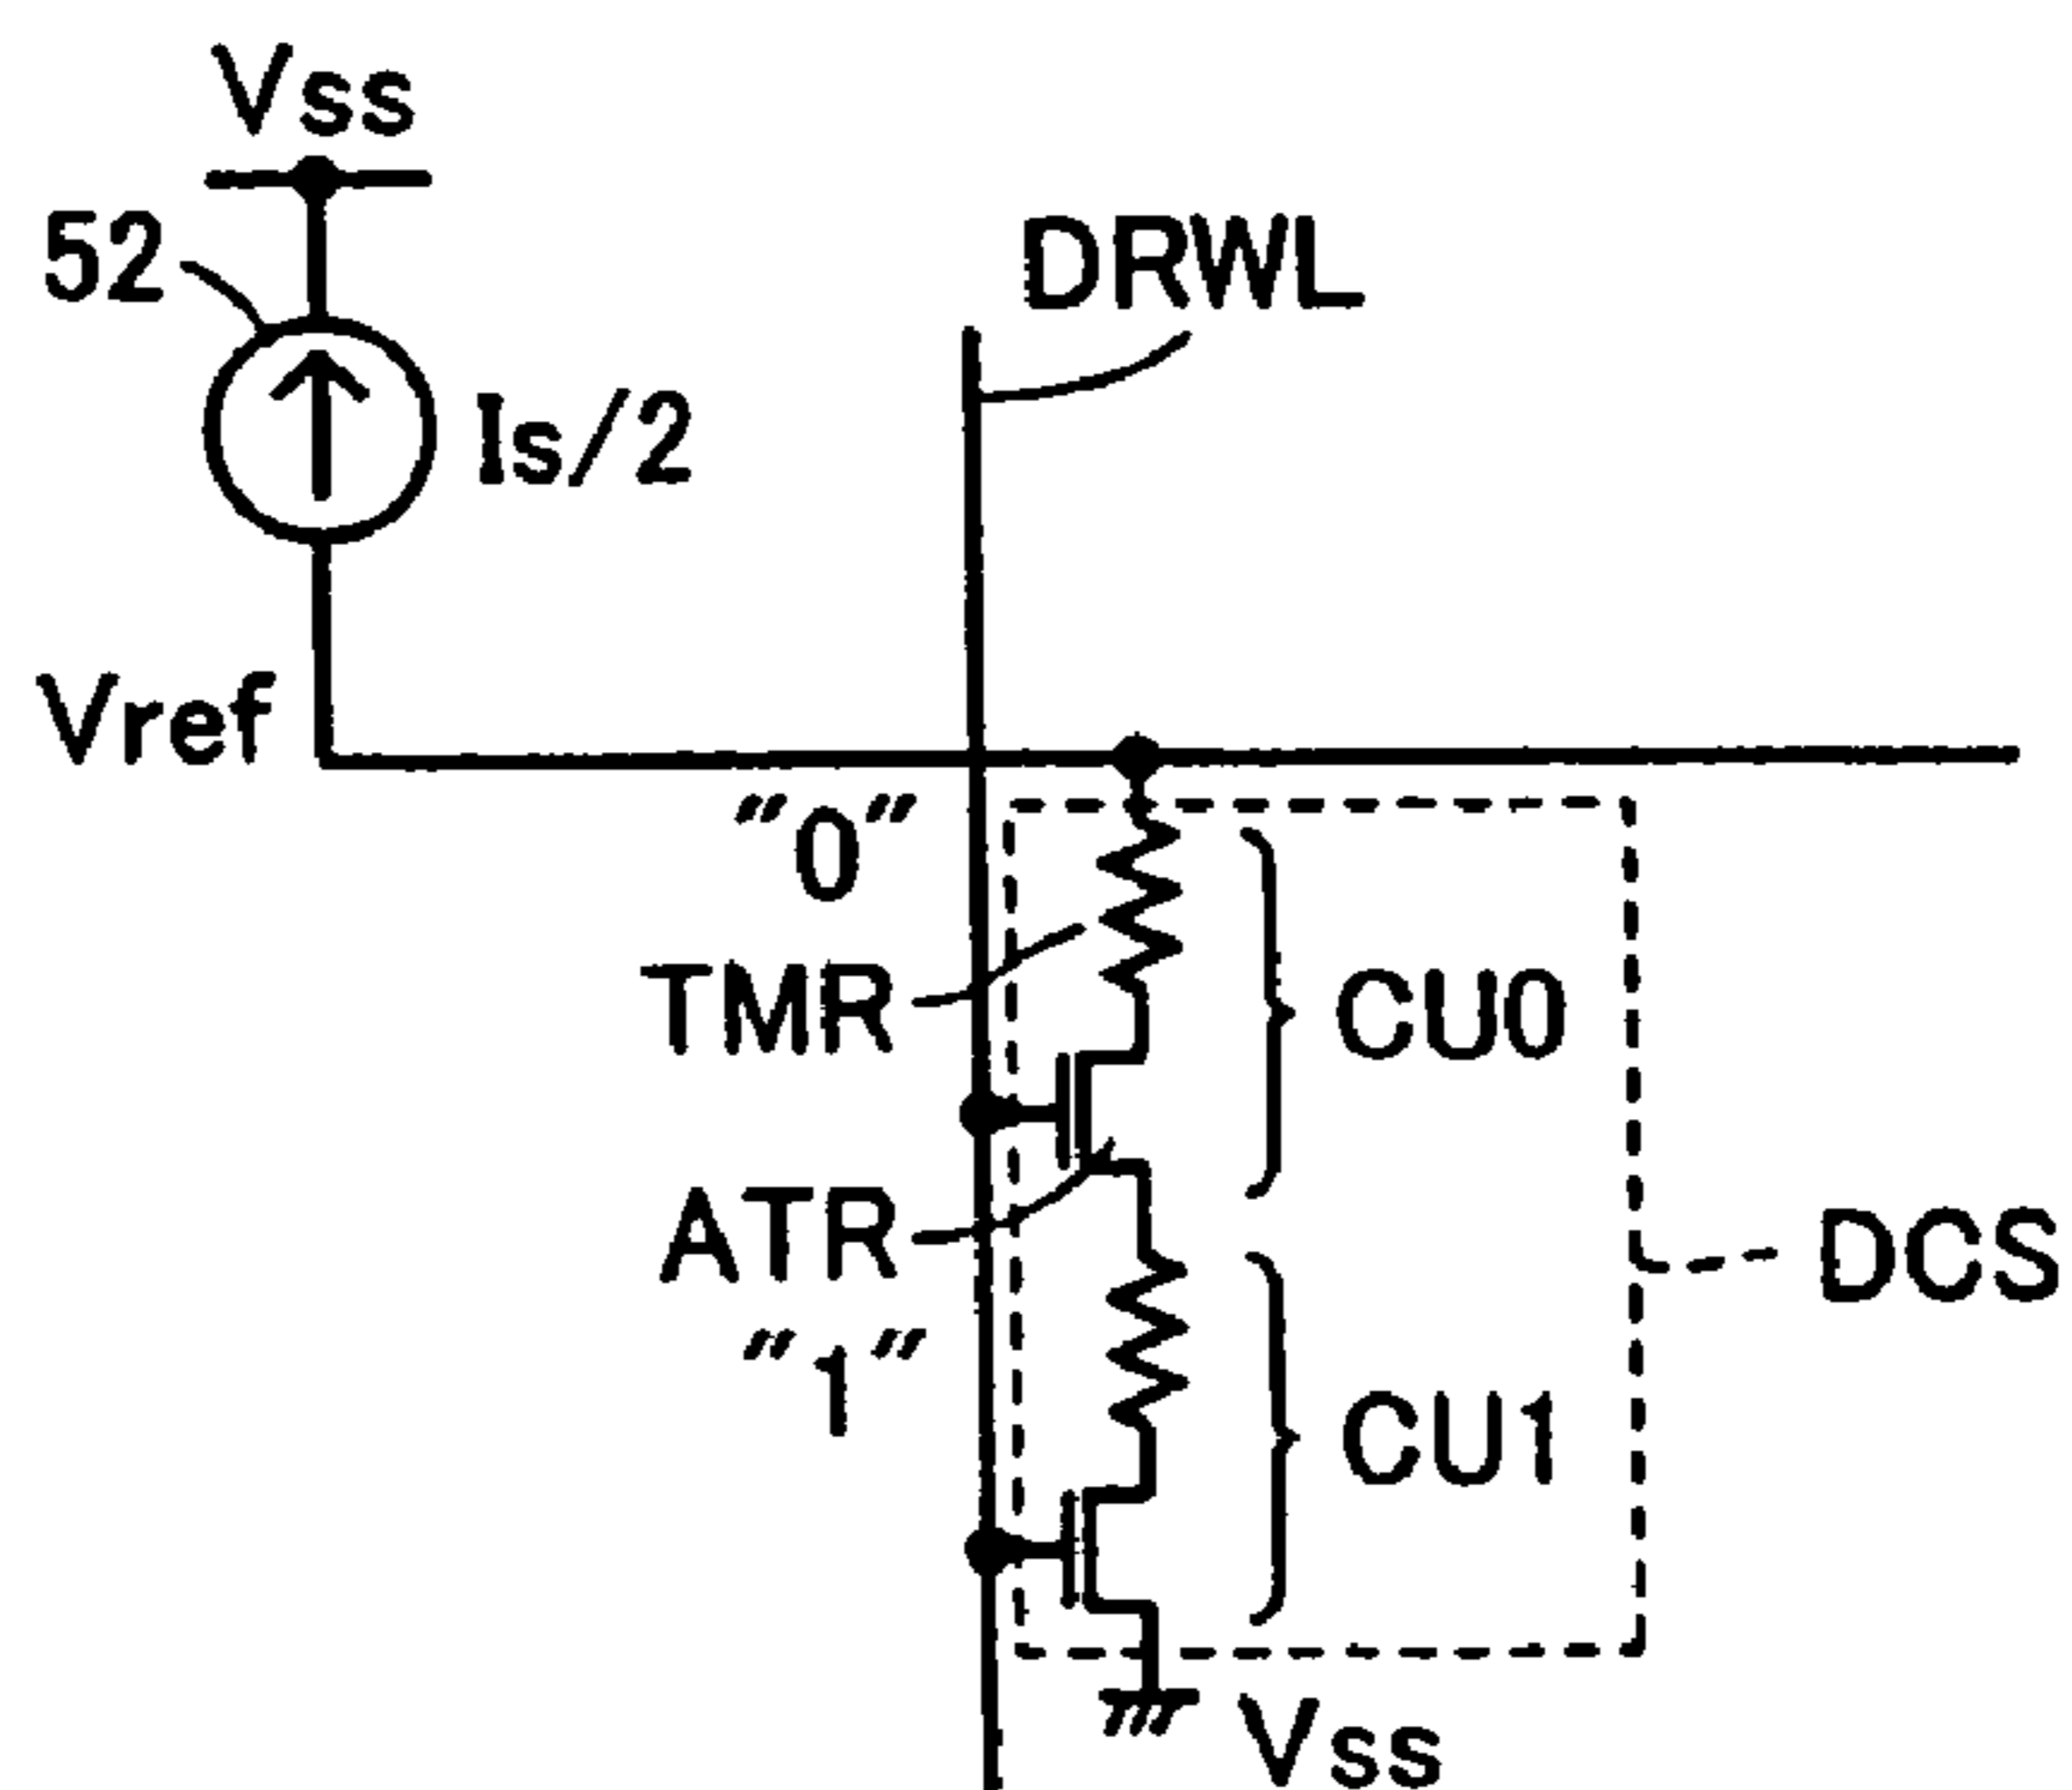 Vss
52
DRWL
Is/2
Vref
"0"
TMR
CU0
ATR
DCS
"1"
CU1
Vss